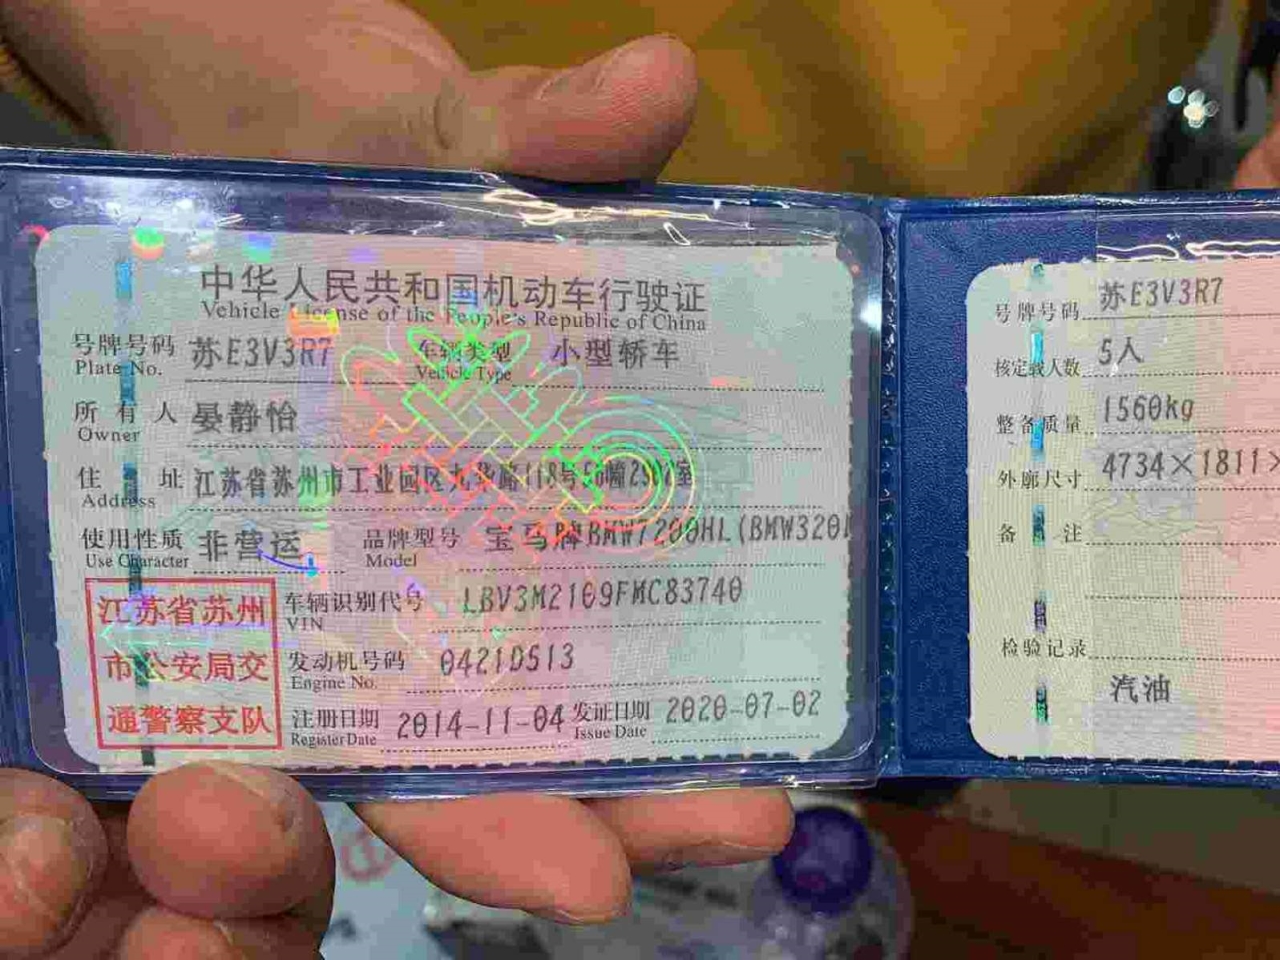 中华人民共和国机动车行驶证
Vehicle License of the People's Republic of China
号牌号码 苏E3V3R7 车辆类型 小型轿车
Plate No. Vehicle Type
所有人 晏静怡
Owner
住址 江苏省苏州市工业园区九华路118号 室
Address
使用性质 非营运 品牌型号 宝马牌BMW7200HL(BMW320
Use Character Model
江苏省苏州
市公安局交
通警察支队
车辆识别代号 LBV3M2109FMC83740
VIN
发动机号码 0421D513
Engine No.
注册日期 2014-11-04 发证日期 2020-07-02
Register Date Issue Date
号牌号码 苏E3V3R7
核定载人数 5人
整备质量 1560kg
外廓尺寸 4734×1811×
备注
检验记录
汽油